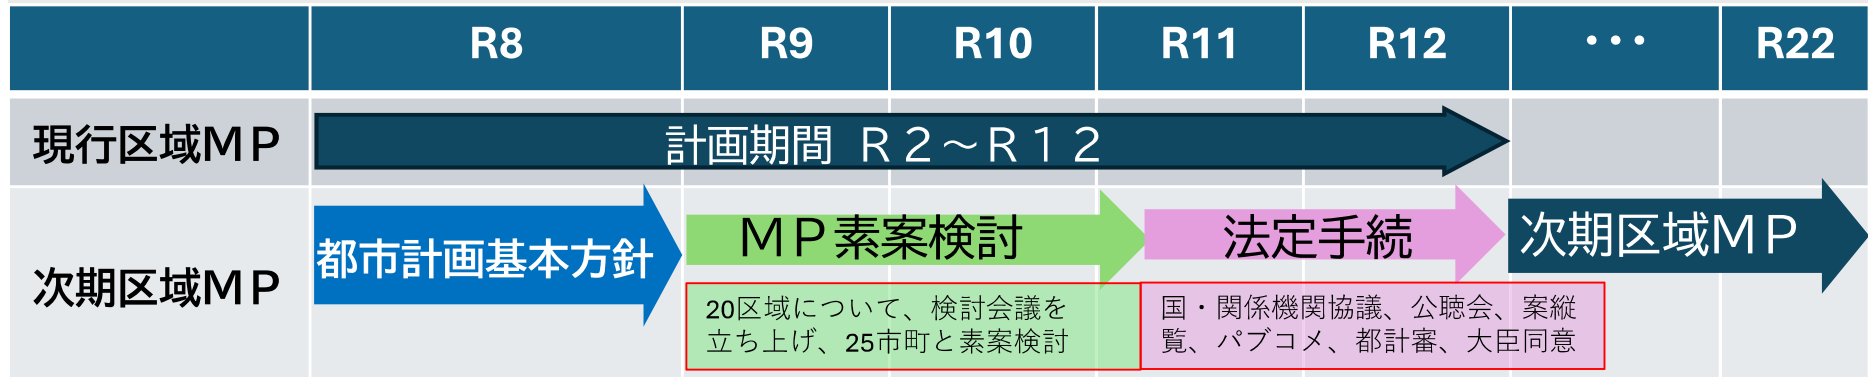 R8 R9 R10 R11 R12 ・・・ R22
現行区域ＭＰ 計画期間 Ｒ２～Ｒ１２
次期区域ＭＰ 都市計画基本方針 ＭＰ素案検討 法定手続 次期区域ＭＰ
20区域について、検討会議を
立ち上げ、25市町と素案検討
国・関係機関協議、公聴会、案縦
覧、パブコメ、都計審、大臣同意